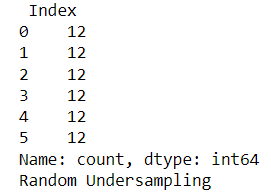 Index
0    12
1    12
2    12
3    12
4    12
5    12
Name: count, dtype: int64
Random Undersampling